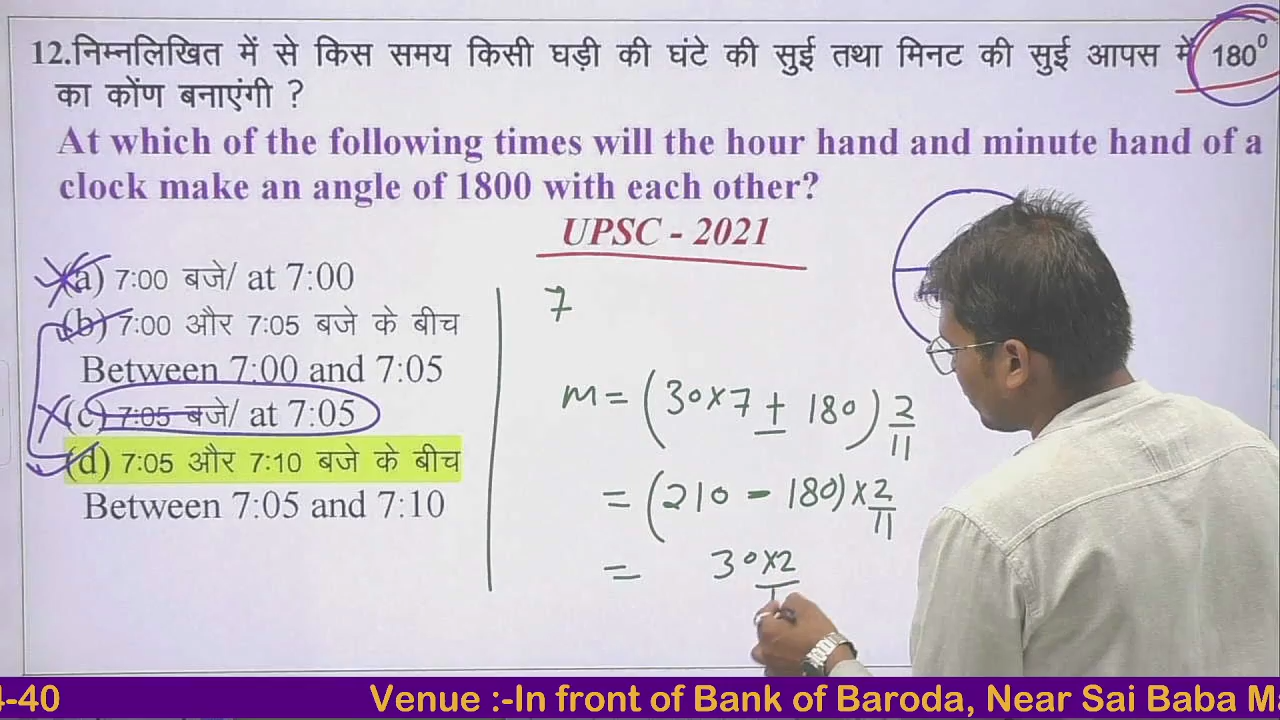 12.निम्नलिखित में से किस समय किसी घड़ी की घंटे की सुई तथा मिनट की सुई आपस में 180⁰
का कोंण बनाएंगी ?
At which of the following times will the hour hand and minute hand of a
clock make an angle of 1800 with each other?
UPSC - 2021
(a) 7:00 बजे/ at 7:00
(b) 7:00 और 7:05 बजे के बीच
Between 7:00 and 7:05
(c) 7:05 बजे/ at 7:05
(d) 7:05 और 7:10 बजे के बीच
Between 7:05 and 7:10
7
m = (30×7 ± 180) 2/11
= (210 - 180) × 2/11
= 30×2
4-40 Venue :-In front of Bank of Baroda, Near Sai Baba